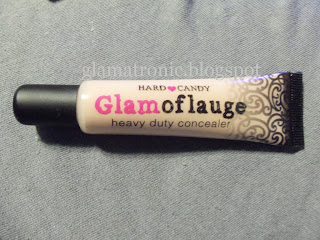 glamatronic.blogspot
HARD♥CANDY
Glamoflauge
heavy duty concealer